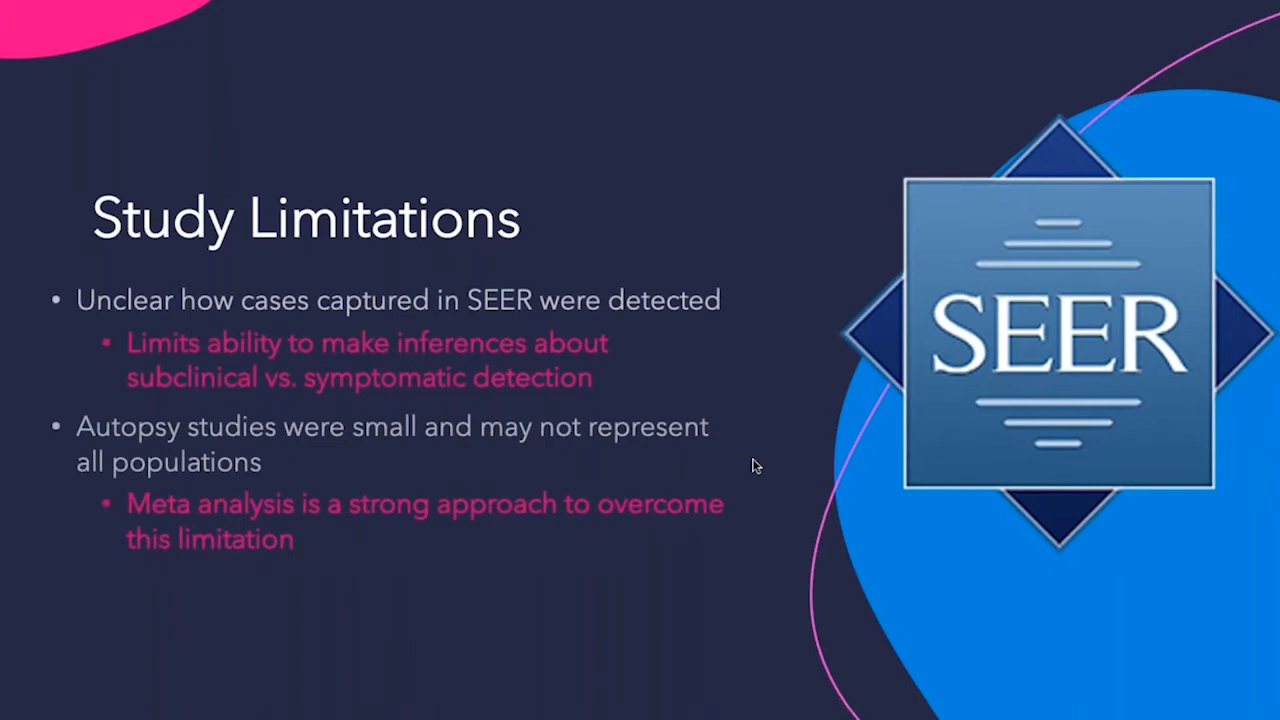 Study Limitations
• Unclear how cases captured in SEER were detected
• Limits ability to make inferences about
subclinical vs. symptomatic detection
• Autopsy studies were small and may not represent
all populations
• Meta analysis is a strong approach to overcome
this limitation
SEER